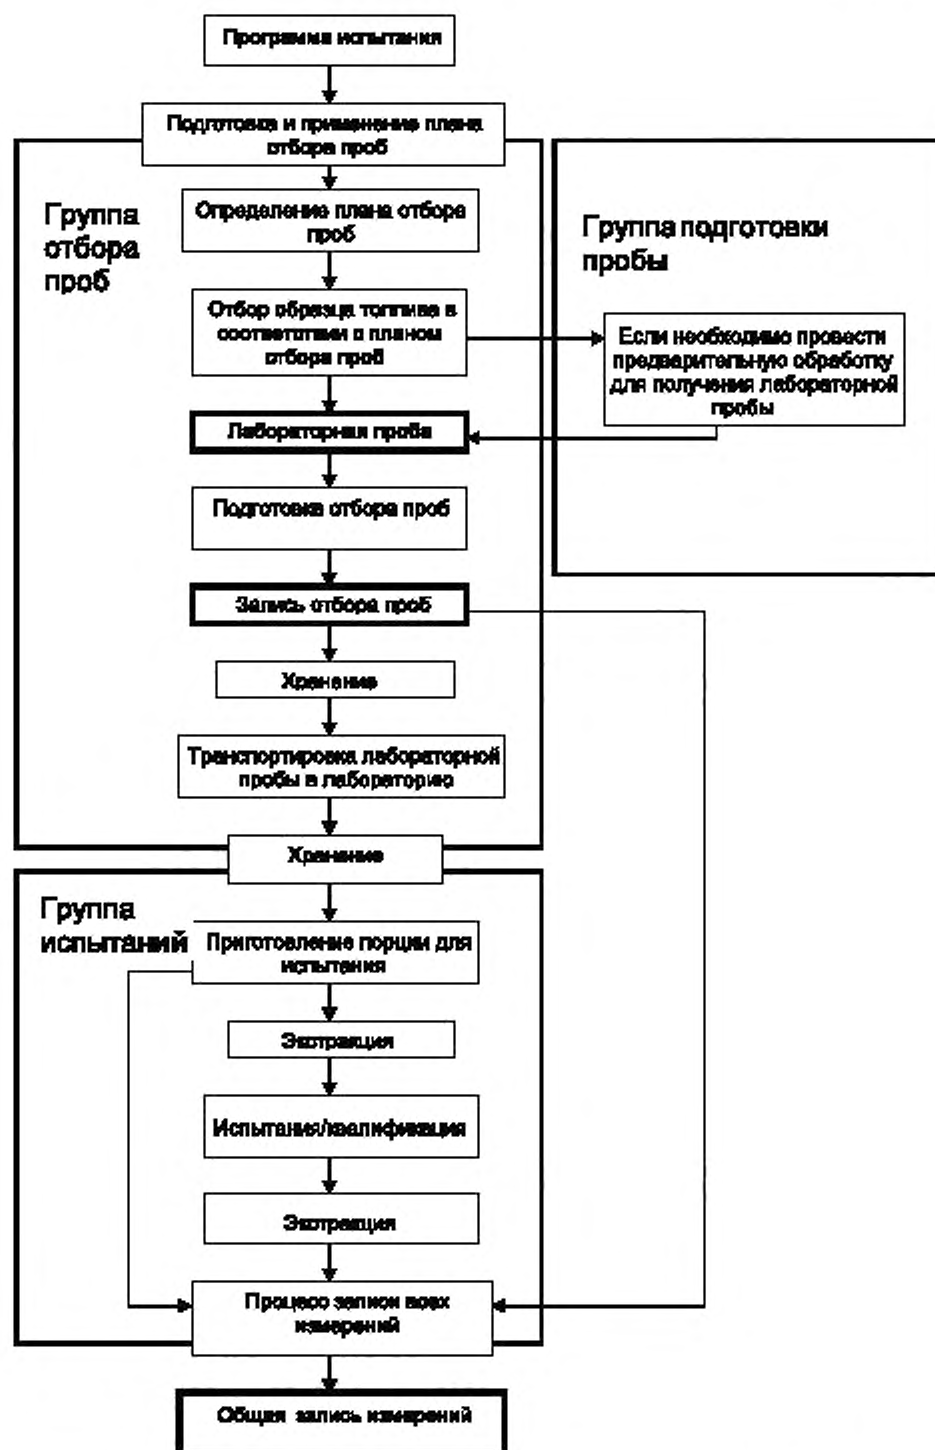 Программа испытания
Подготовка и применение плана
отбора проб
Группа
отбора
проб
Определение плана отбора
проб
Группа подготовки
пробы
Отбор образца топлива в
соответствии с планом
отбора проб
Если необходимо провести
предварительную обработку
для получения лабораторной
пробы
Лабораторная проба
Подготовка отбора проб
Запись отбора проб
Хранение
Транспортировка лабораторной
пробы в лабораторию
Хранение
Группа
испытаний
Приготовление порции для
испытания
Экстракция
Испытания/квалификация
Экстракция
Процесс записи всех
измерений
Общая запись измерений